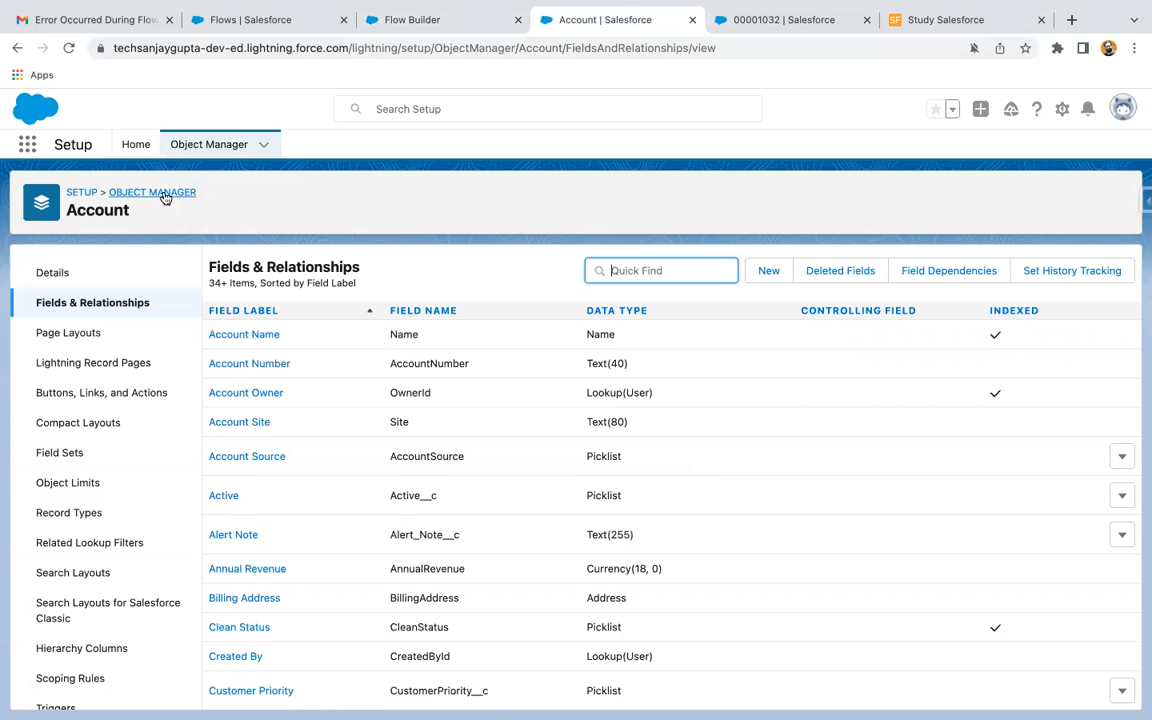 Error Occurred During Flow
Flows | Salesforce
Flow Builder
Account | Salesforce
00001032 | Salesforce
Study Salesforce
techsanjaygupta-dev-ed.lightning.force.com/lightning/setup/ObjectManager/Account/FieldsAndRelationships/view
Apps
Search Setup
Setup
Home
Object Manager
SETUP > OBJECT MANAGER
Account
Details
Fields & Relationships
Page Layouts
Lightning Record Pages
Buttons, Links, and Actions
Compact Layouts
Field Sets
Object Limits
Record Types
Related Lookup Filters
Search Layouts
Search Layouts for Salesforce
Classic
Hierarchy Columns
Scoping Rules
Triggers
Fields & Relationships
34+ Items, Sorted by Field Label
Quick Find
New
Deleted Fields
Field Dependencies
Set History Tracking
FIELD LABEL FIELD NAME DATA TYPE CONTROLLING FIELD INDEXED
Account Name Name Name
Account Number AccountNumber Text(40)
Account Owner OwnerId Lookup(User)
Account Site Site Text(80)
Account Source AccountSource Picklist
Active Active__c Picklist
Alert Note Alert_Note__c Text(255)
Annual Revenue AnnualRevenue Currency(18, 0)
Billing Address BillingAddress Address
Clean Status CleanStatus Picklist
Created By CreatedById Lookup(User)
Customer Priority CustomerPriority__c Picklist